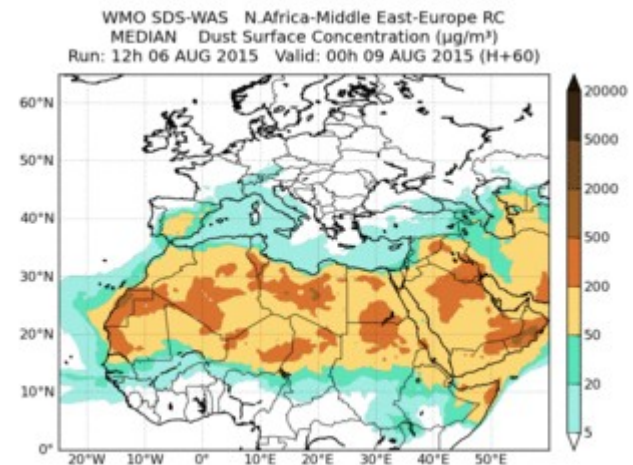 WMO SDS-WAS N.Africa-Middle East-Europe RC
MEDIAN Dust Surface Concentration (µg/m³)
Run: 12h 06 AUG 2015 Valid: 00h 09 AUG 2015 (H+60)
60°N
50°N
40°N
30°N
20°N
10°N
0°
20°W 10°W 0° 10°E 20°E 30°E 40°E 50°E
20000
5000
2000
500
200
50
20
5